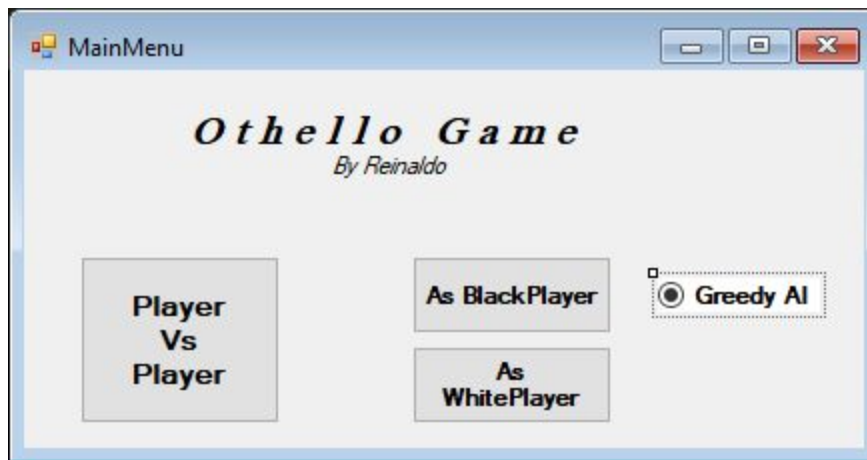 MainMenu
Othello Game
By Reinaldo
Player
Vs
Player
As BlackPlayer
As
WhitePlayer
Greedy AI